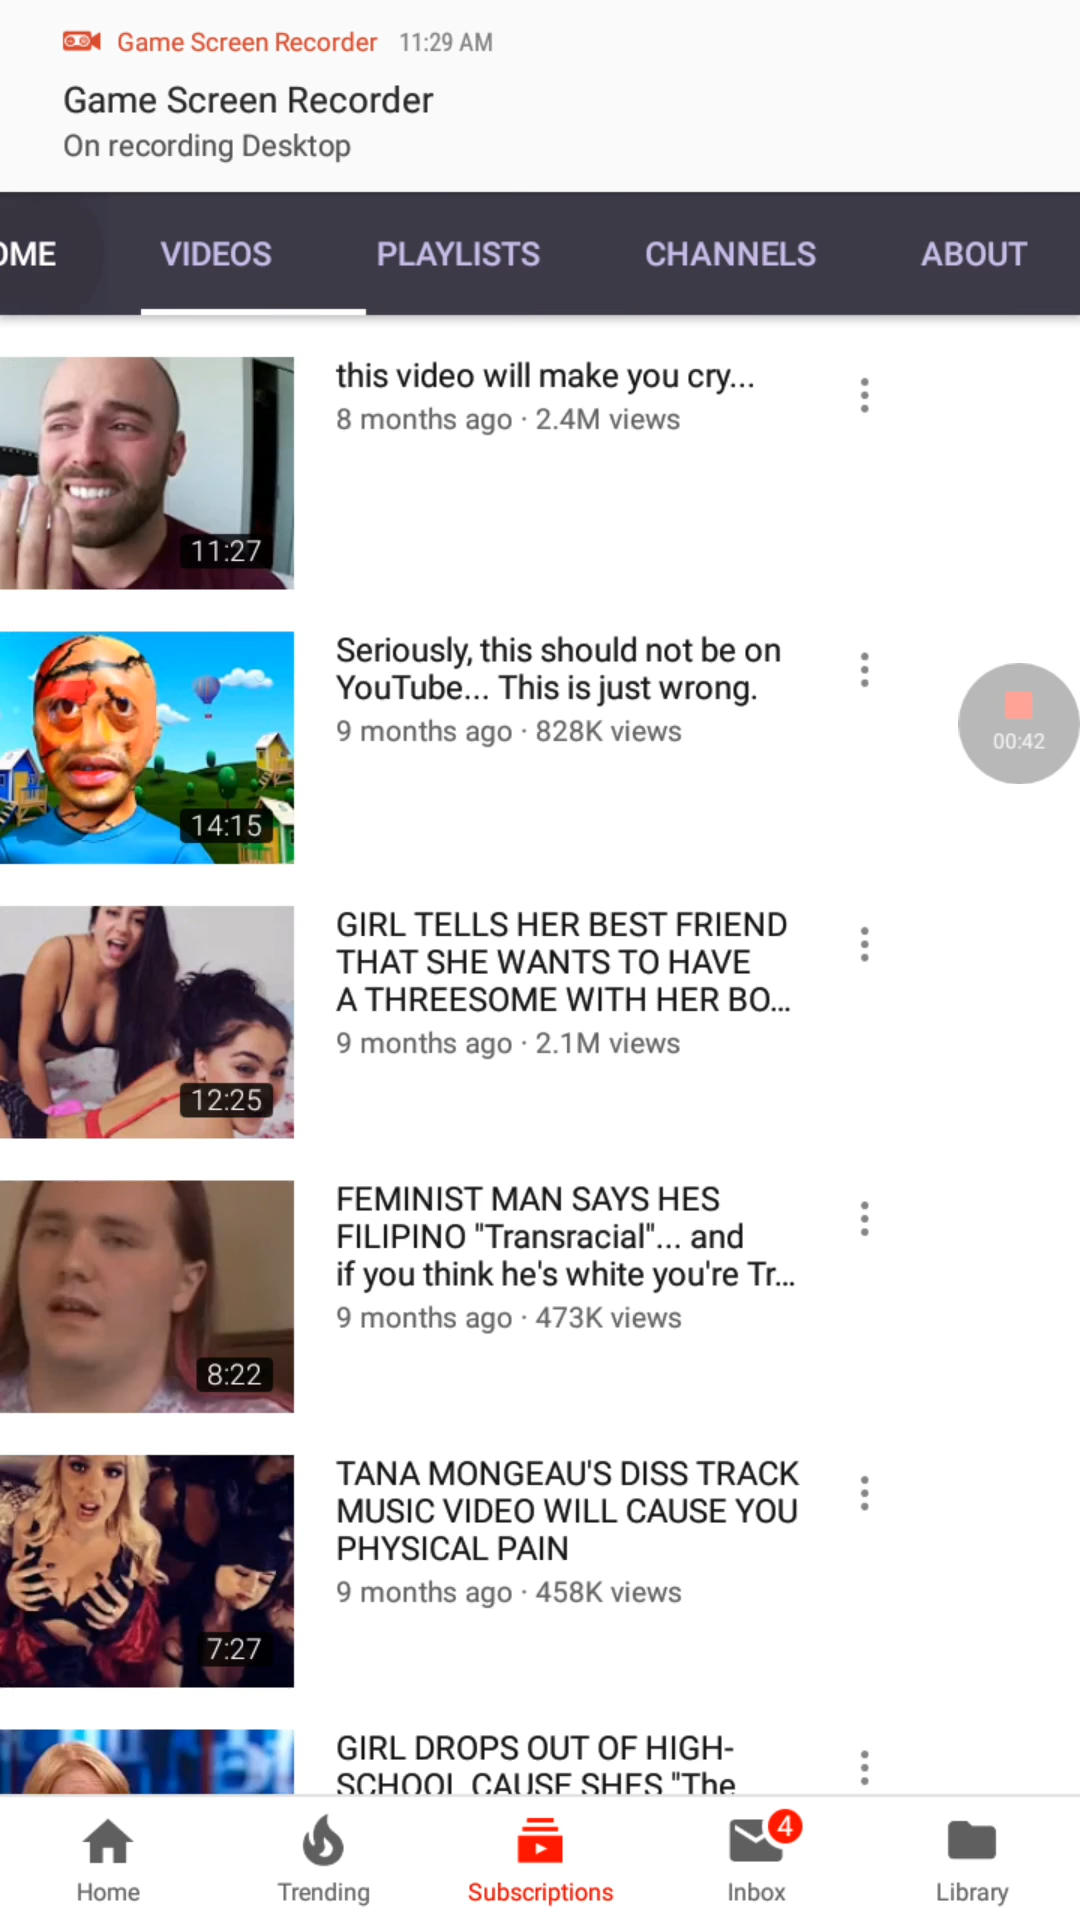 Game Screen Recorder 11:29 AM
Game Screen Recorder
On recording Desktop
OME VIDEOS PLAYLISTS CHANNELS ABOUT
this video will make you cry...
8 months ago · 2.4M views
11:27
Seriously, this should not be on
YouTube... This is just wrong.
9 months ago · 828K views
14:15
00:42
GIRL TELLS HER BEST FRIEND
THAT SHE WANTS TO HAVE
A THREESOME WITH HER BO...
9 months ago · 2.1M views
12:25
FEMINIST MAN SAYS HES
FILIPINO "Transracial"... and
if you think he's white you're Tr...
9 months ago · 473K views
8:22
TANA MONGEAU'S DISS TRACK
MUSIC VIDEO WILL CAUSE YOU
PHYSICAL PAIN
9 months ago · 458K views
7:27
GIRL DROPS OUT OF HIGH-
SCHOOL CAUSE SHES "The
4
Home Trending Subscriptions Inbox Library